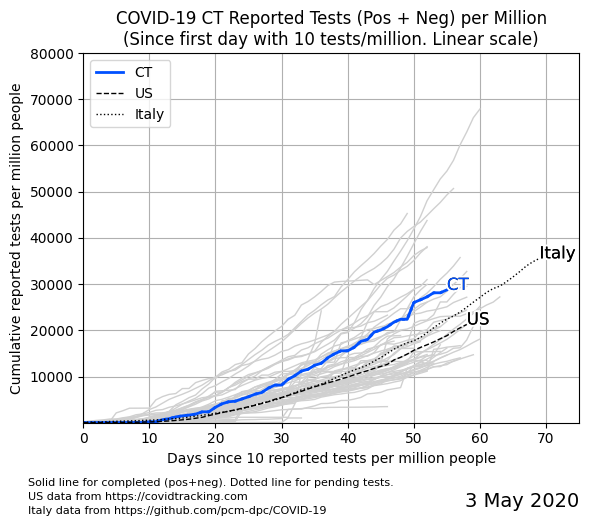 COVID-19 CT Reported Tests (Pos + Neg) per Million
(Since first day with 10 tests/million. Linear scale)
80000
70000
60000
50000
40000
30000
20000
10000
Cumulative reported tests per million people
CT
US
Italy
Italy
CT
US
0
10
20
30
40
50
60
70
Days since 10 reported tests per million people
Solid line for completed (pos+neg). Dotted line for pending tests.
US data from https://covidtracking.com
Italy data from https://github.com/pcm-dpc/COVID-19
3 May 2020